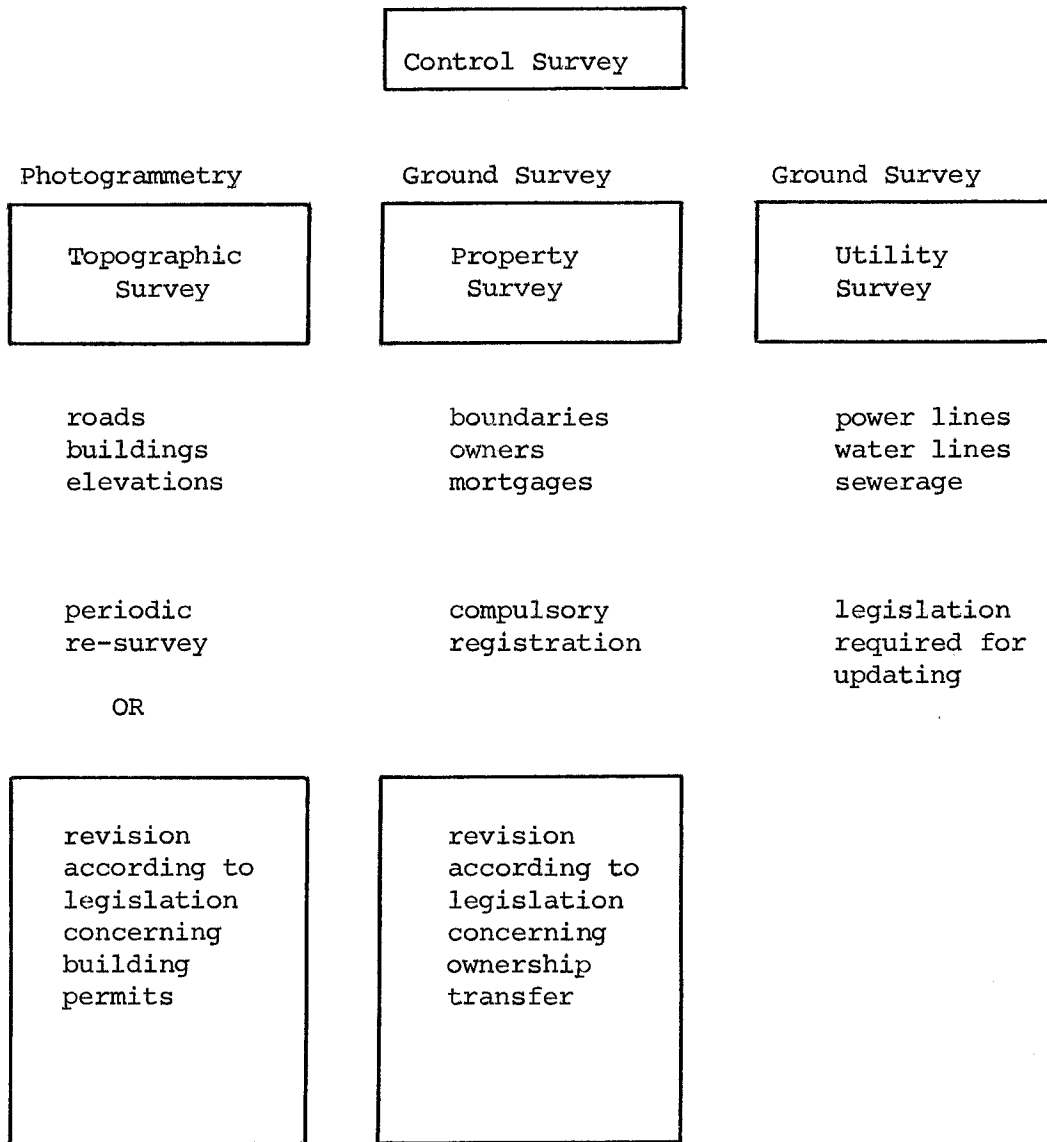 Control Survey
Photogrammetry
Topographic
Survey
roads
buildings
elevations
periodic
re-survey
OR
revision
according to
legislation
concerning
building
permits
Ground Survey
Property
Survey
boundaries
owners
mortgages
compulsory
registration
revision
according to
legislation
concerning
ownership
transfer
Ground Survey
Utility
Survey
power lines
water lines
sewerage
legislation
required for
updating